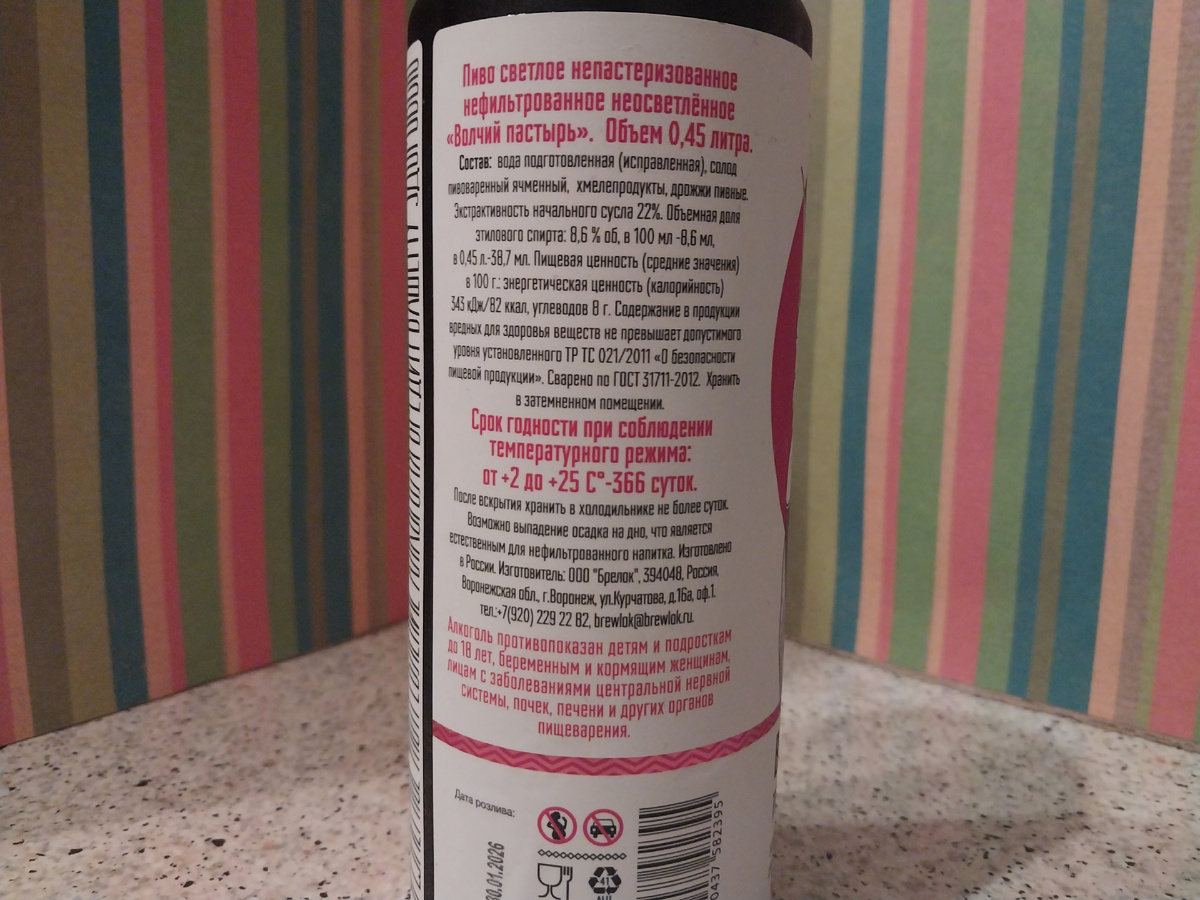 Пиво светлое непастеризованное
нефильтрованное неосветлённое
«Волчий пастырь». Объем 0,45 литра.
Состав: вода подготовленная (исправленная), солод
пивоваренный ячменный, хмелепродукты, дрожжи пивные.
Экстрактивность начального сусла 22%. Объемная доля
этилового спирта: 8,6 % об, в 100 мл -8,6 мл,
в 0,45 л.-38,7 мл. Пищевая ценность (средние значения)
в 100 г.: энергетическая ценность (калорийность)
343 кДж/82 ккал, углеводов 8 г. Содержание в продукции
вредных для здоровья веществ не превышает допустимого
уровня установленного ТР ТС 021/2011 «О безопасности
пищевой продукции». Сварено по ГОСТ 31711-2012. Хранить
в затемненном помещении.
Срок годности при соблюдении
температурного режима:
от +2 до +25 С°-366 суток.
После вскрытия хранить в холодильнике не более суток.
Возможно выпадение осадка на дно, что является
естественным для нефильтрованного напитка. Изготовлено
в России. Изготовитель: ООО "Брелок", 394048, Россия,
Воронежская обл., г.Воронеж, ул.Курчатова, д.16а, оф.1.
тел.:+7(920) 229 22 82, brewlok@brewlok.ru.
Алкоголь противопоказан детям и подросткам
до 18 лет, беременным и кормящим женщинам,
лицам с заболеваниями центральной нервной
системы, почек, печени и других органов
пищеварения.
Дата розлива:
30.01.2026
41
0437 582395
ВАШЕМУ ЗДОРОВЬЮ